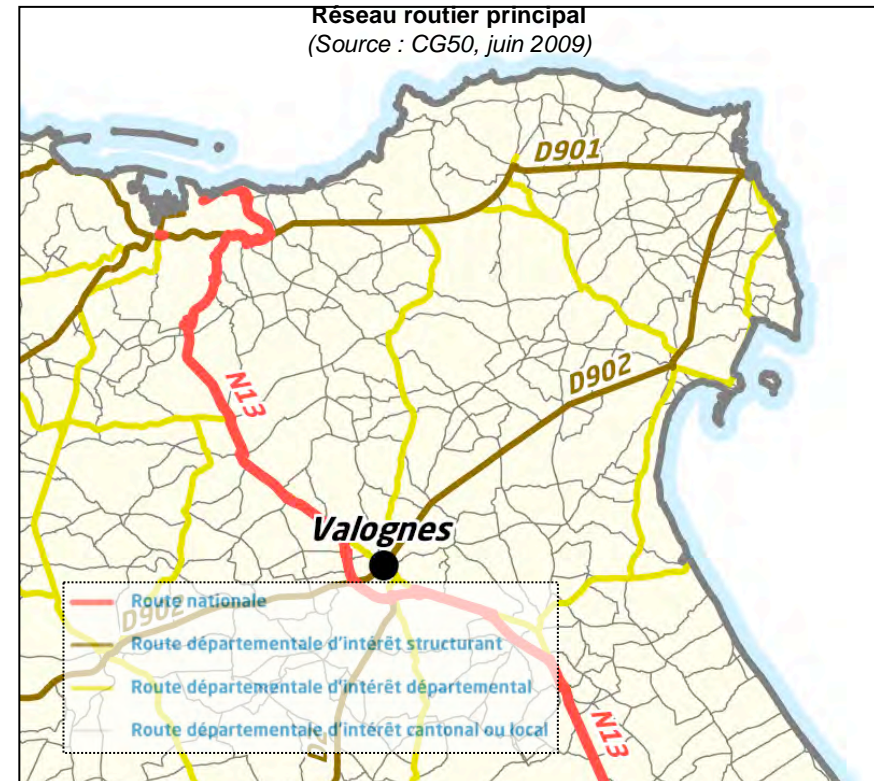 Réseau routier principal
(Source : CG50, juin 2009)
D901
D902
N13
Valognes
Route nationale
D902
Route départementale d'intérêt structurant
Route départementale d'intérêt départemental
Route départementale d'intérêt cantonal ou local
N13